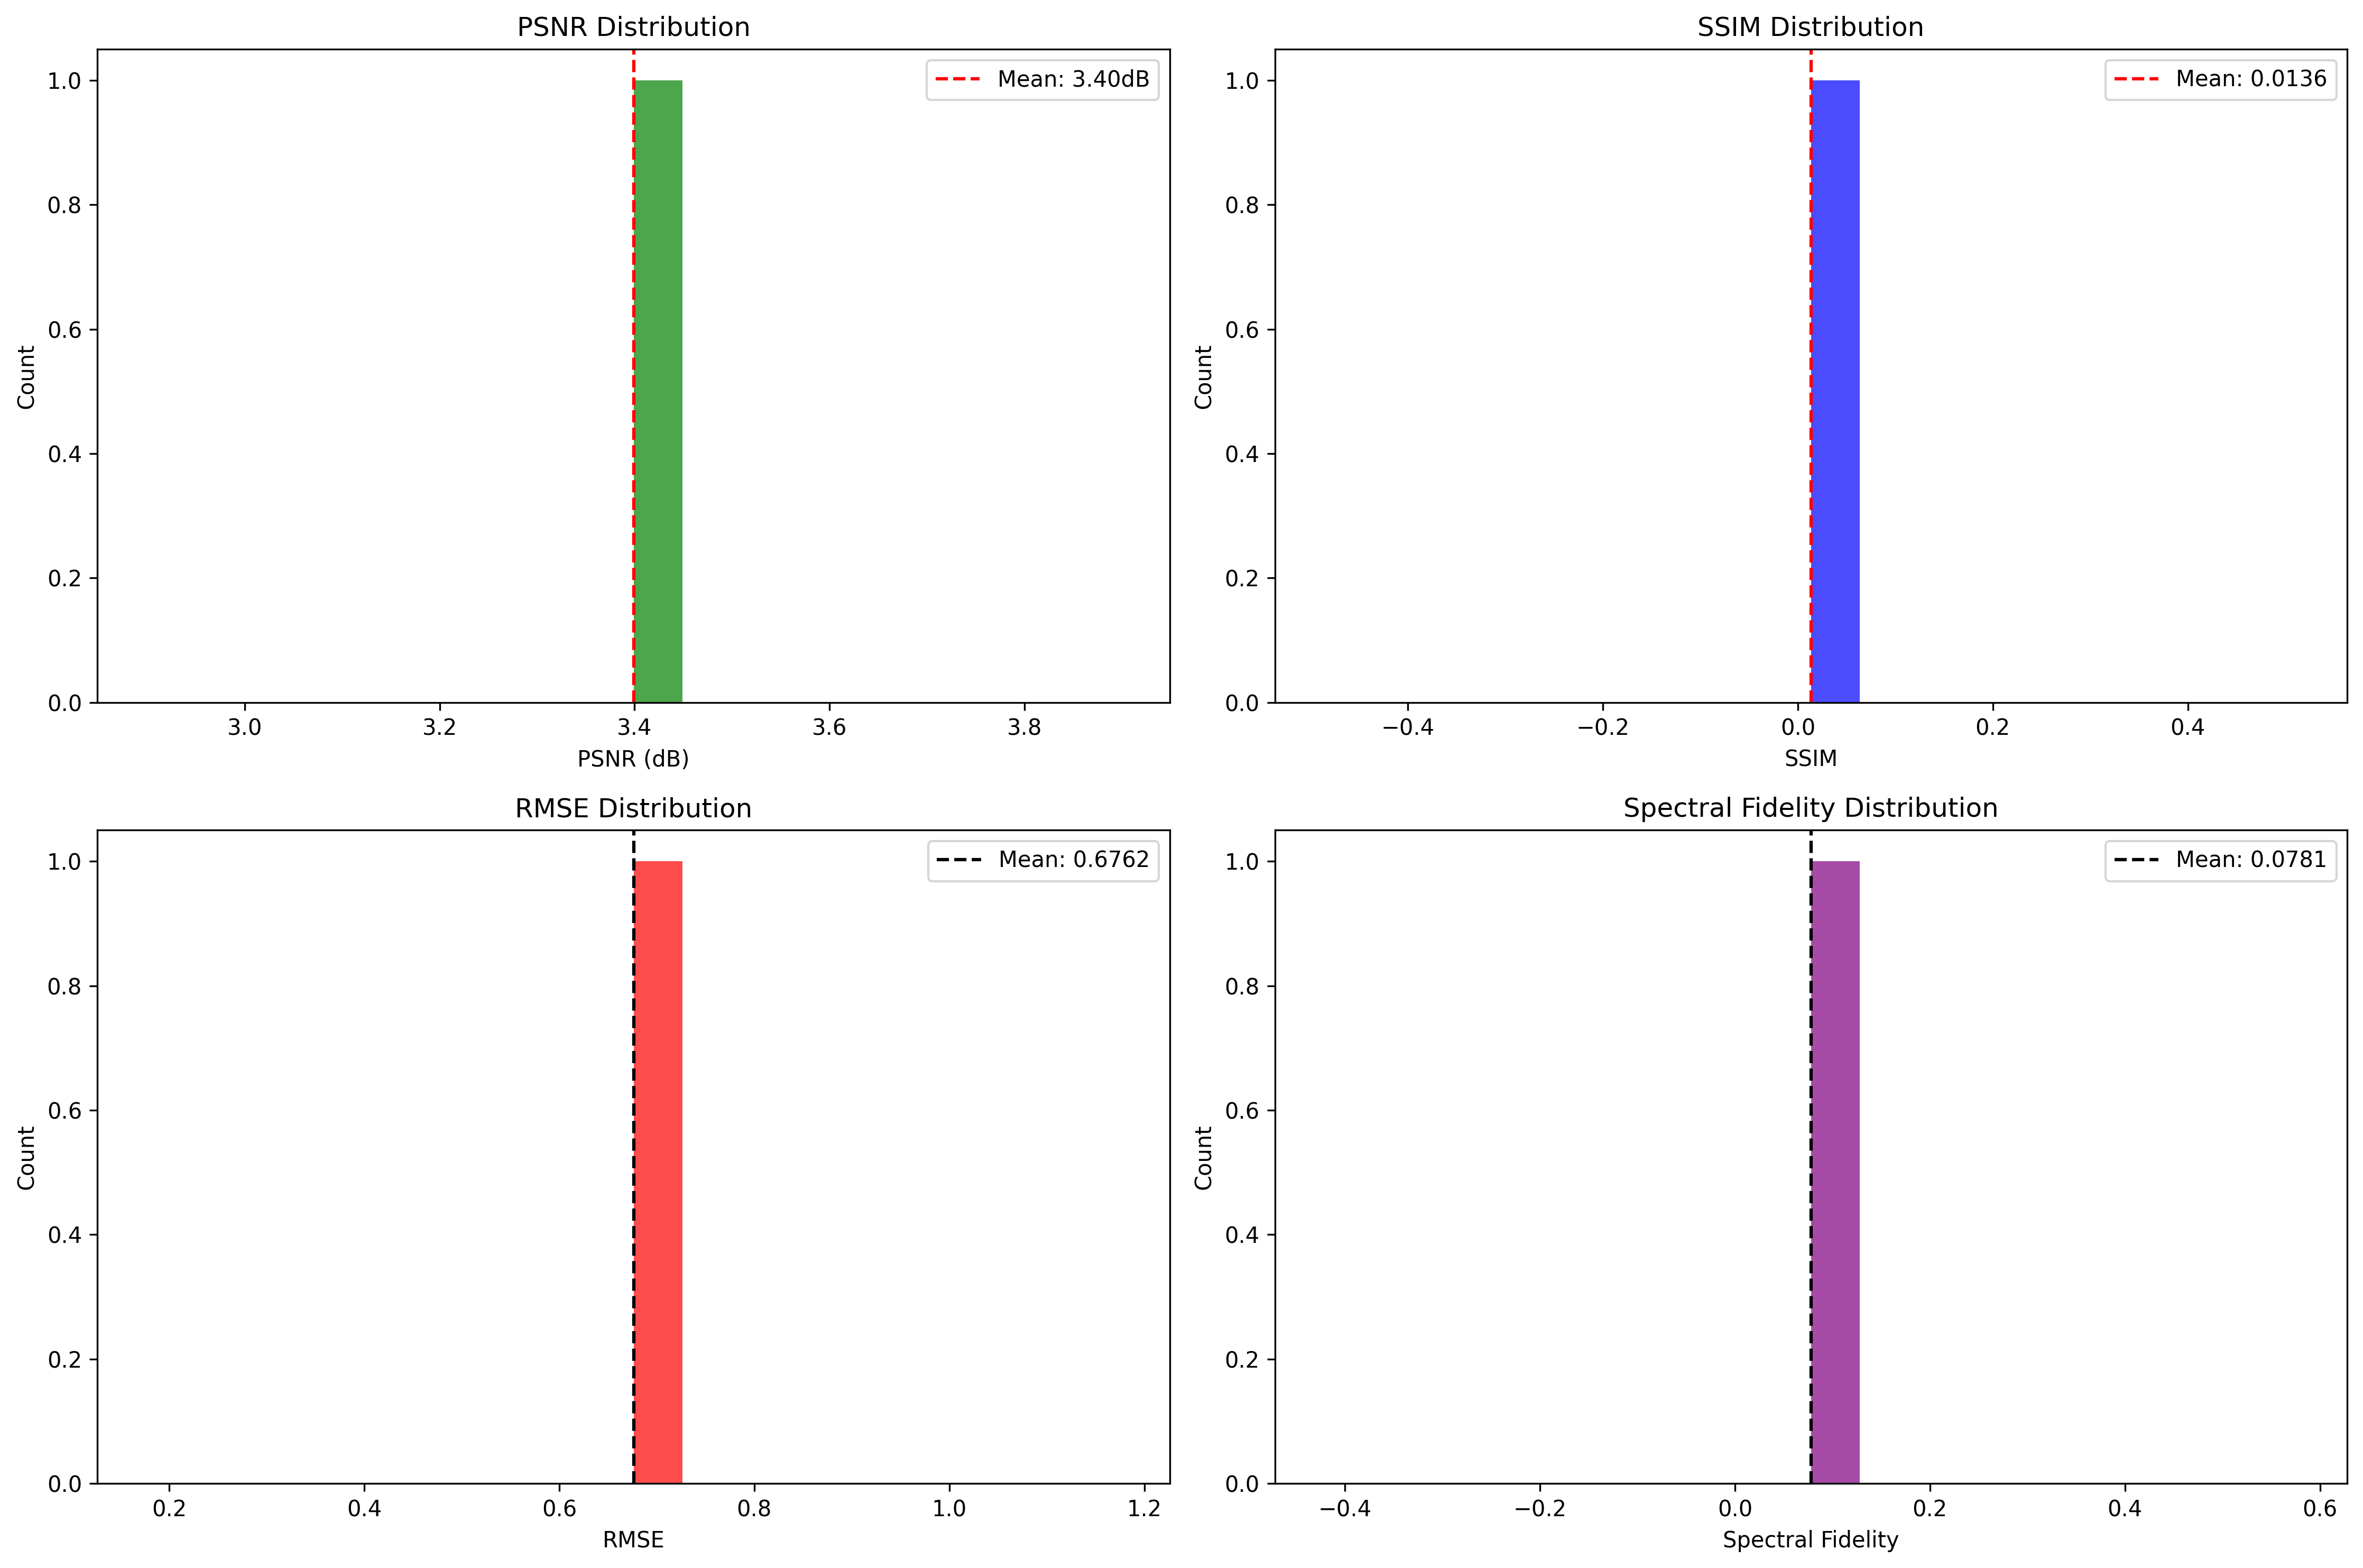 PSNR Distribution
Mean: 3.40dB
Count
1.0
0.8
0.6
0.4
0.2
0.0
3.0 3.2 3.4 3.6 3.8
PSNR (dB)
SSIM Distribution
Mean: 0.0136
Count
1.0
0.8
0.6
0.4
0.2
0.0
−0.4 −0.2 0.0 0.2 0.4
SSIM
RMSE Distribution
Mean: 0.6762
Count
1.0
0.8
0.6
0.4
0.2
0.0
0.2 0.4 0.6 0.8 1.0 1.2
RMSE
Spectral Fidelity Distribution
Mean: 0.0781
Count
1.0
0.8
0.6
0.4
0.2
0.0
−0.4 −0.2 0.0 0.2 0.4 0.6
Spectral Fidelity